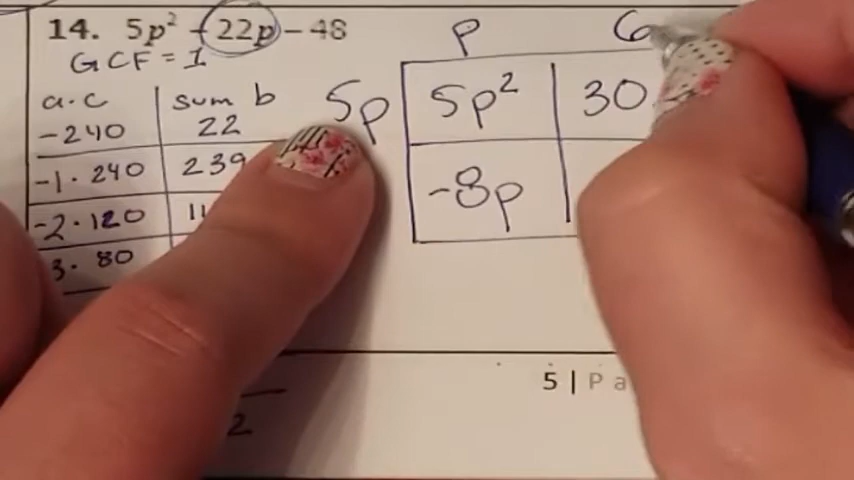 14. 5p² + 22p – 48
GCF = 1
p 6
a·c sum b 5p 5p² 30
-240 22
-1·240 239 -8p
-2·120 11
3·80
5 | Pa
2